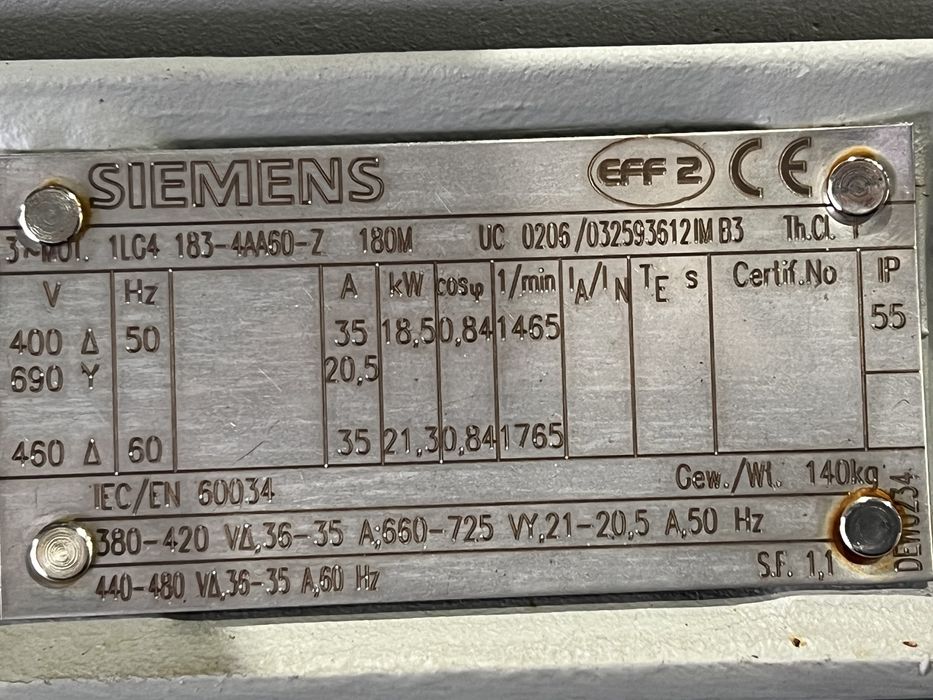 SIEMENS EFF 2 CE
3~MOT. 1LG4 183-4AA60-Z 180M UC 0206/032593612 IM B3 Th.Cl. F
V Hz A kW cosφ 1/min IA/IN TE s Certif.No IP
400 Δ 50 35 18,5 0,84 1465 55
690 Y 20,5
460 Δ 60 35 21,3 0,84 1765
IEC/EN 60034 Gew./Wt. 140kg
380-420 VΔ,36-35 A;660-725 VY,21-20,5 A,50 Hz
440-480 VΔ,36-35 A,60 Hz S.F. 1,1